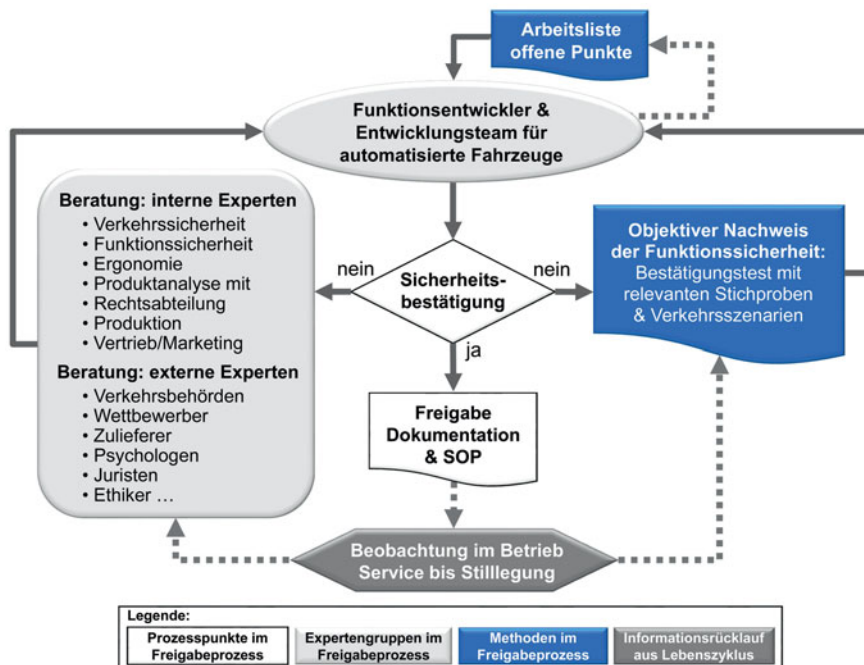 Arbeitsliste
offene Punkte
Funktionsentwickler &
Entwicklungsteam für
automatisierte Fahrzeuge
Beratung: interne Experten
• Verkehrssicherheit
• Funktionssicherheit
• Ergonomie
• Produktanalyse mit
• Rechtsabteilung
• Produktion
• Vertrieb/Marketing
Beratung: externe Experten
• Verkehrsbehörden
• Wettbewerber
• Zulieferer
• Psychologen
• Juristen
• Ethiker …
nein
Sicherheits-
bestätigung
nein
ja
Objektiver Nachweis
der Funktionssicherheit:
Bestätigungstest mit
relevanten Stichproben
& Verkehrsszenarien
Freigabe
Dokumentation
& SOP
Beobachtung im Betrieb
Service bis Stilllegung
Legende:
Prozesspunkte im
Freigabeprozess
Expertengruppen im
Freigabeprozess
Methoden im
Freigabeprozess
Informationsrücklauf
aus Lebenszyklus